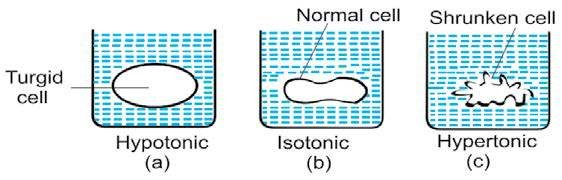 Turgid
cell
Normal cell
Shrunken cell
Hypotonic
(a)
Isotonic
(b)
Hypertonic
(c)